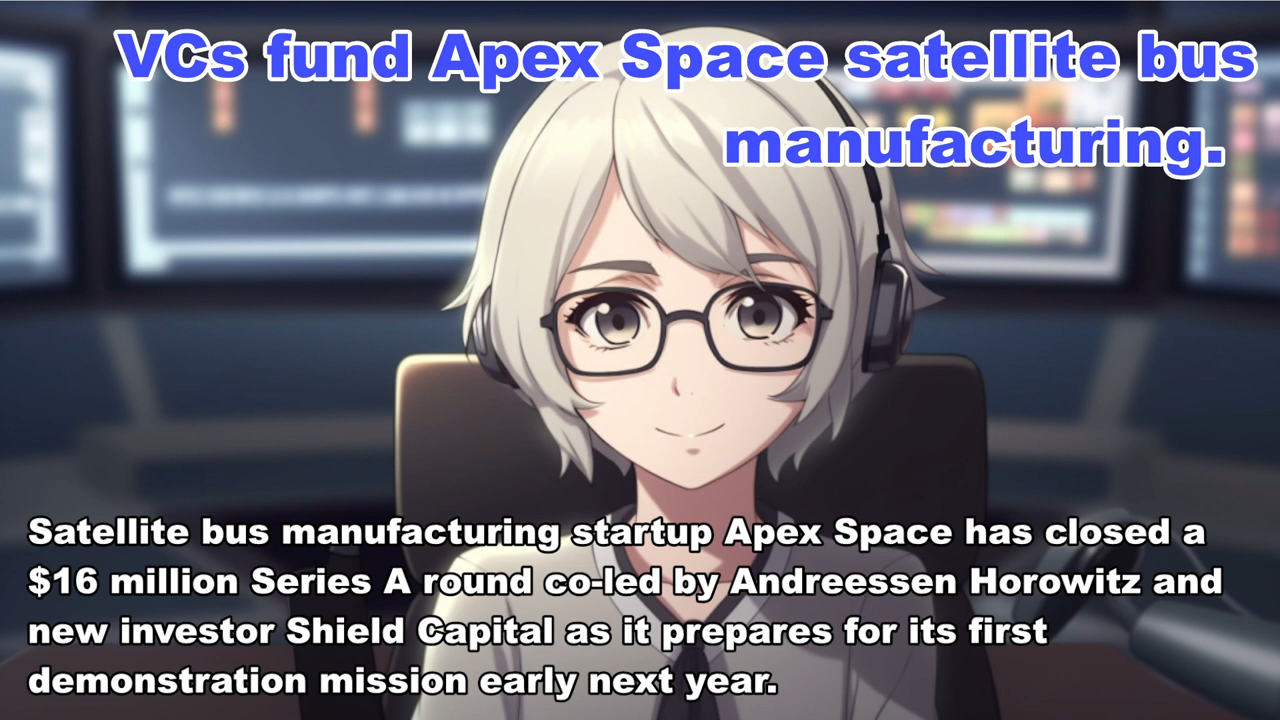 VCs fund Apex Space satellite bus
manufacturing.
Satellite bus manufacturing startup Apex Space has closed a
$16 million Series A round co-led by Andreessen Horowitz and
new investor Shield Capital as it prepares for its first
demonstration mission early next year.